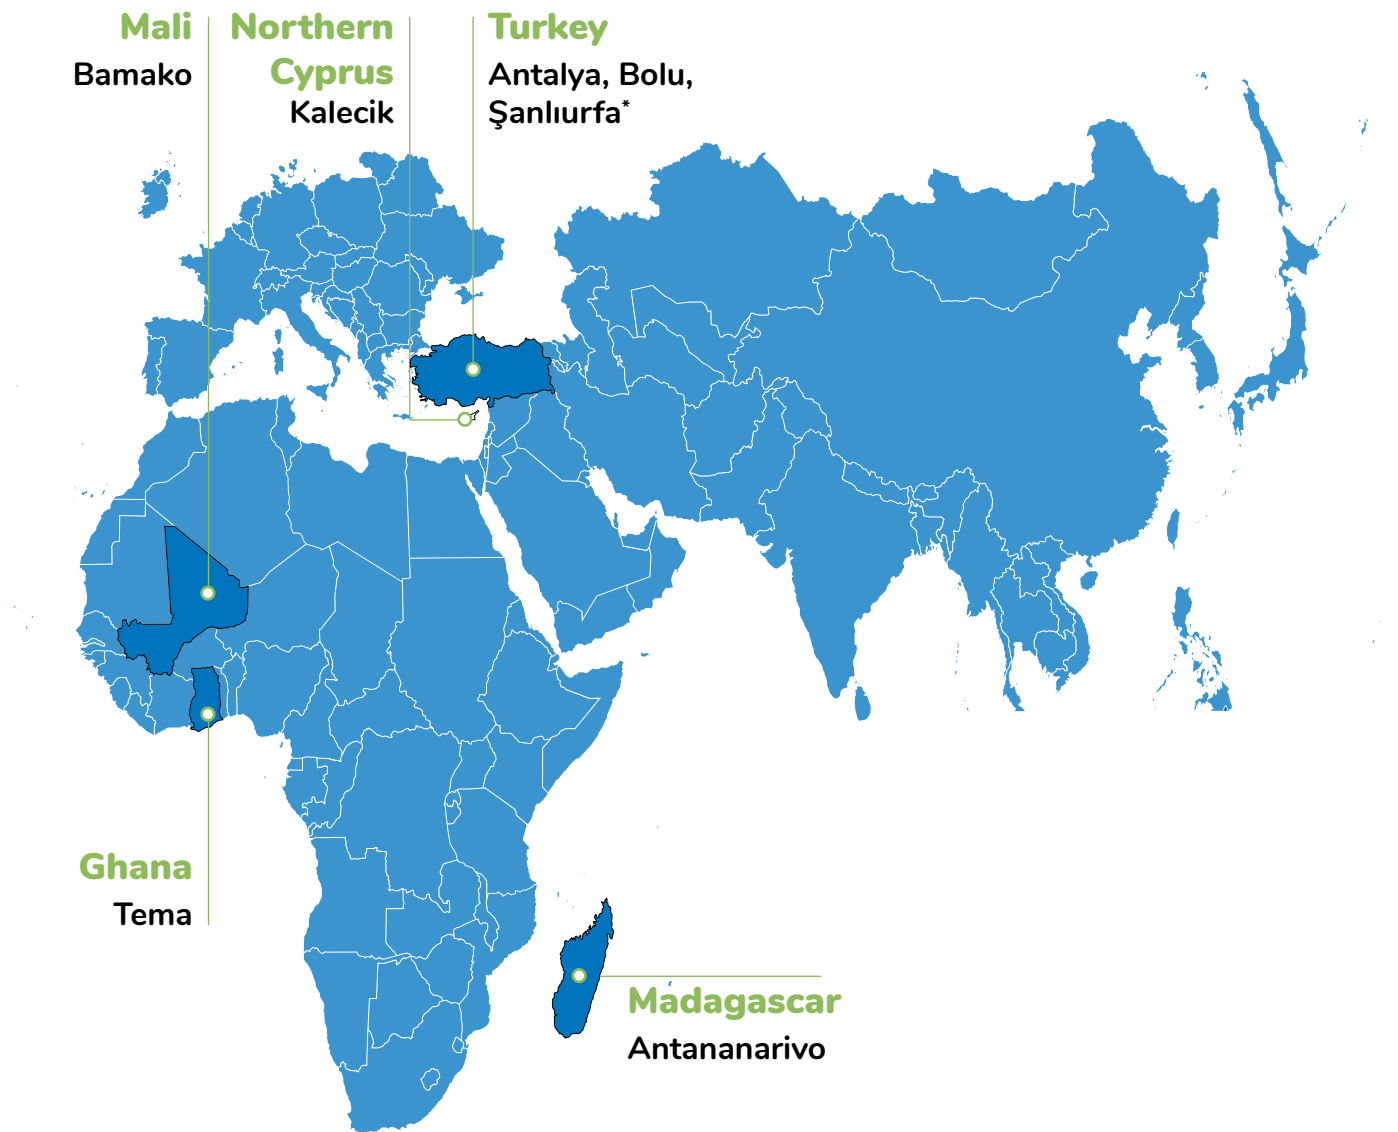 Mali
Bamako
Northern
Cyprus
Kalecik
Turkey
Antalya, Bolu,
Şanlıurfa*
Ghana
Tema
Madagascar
Antananarivo